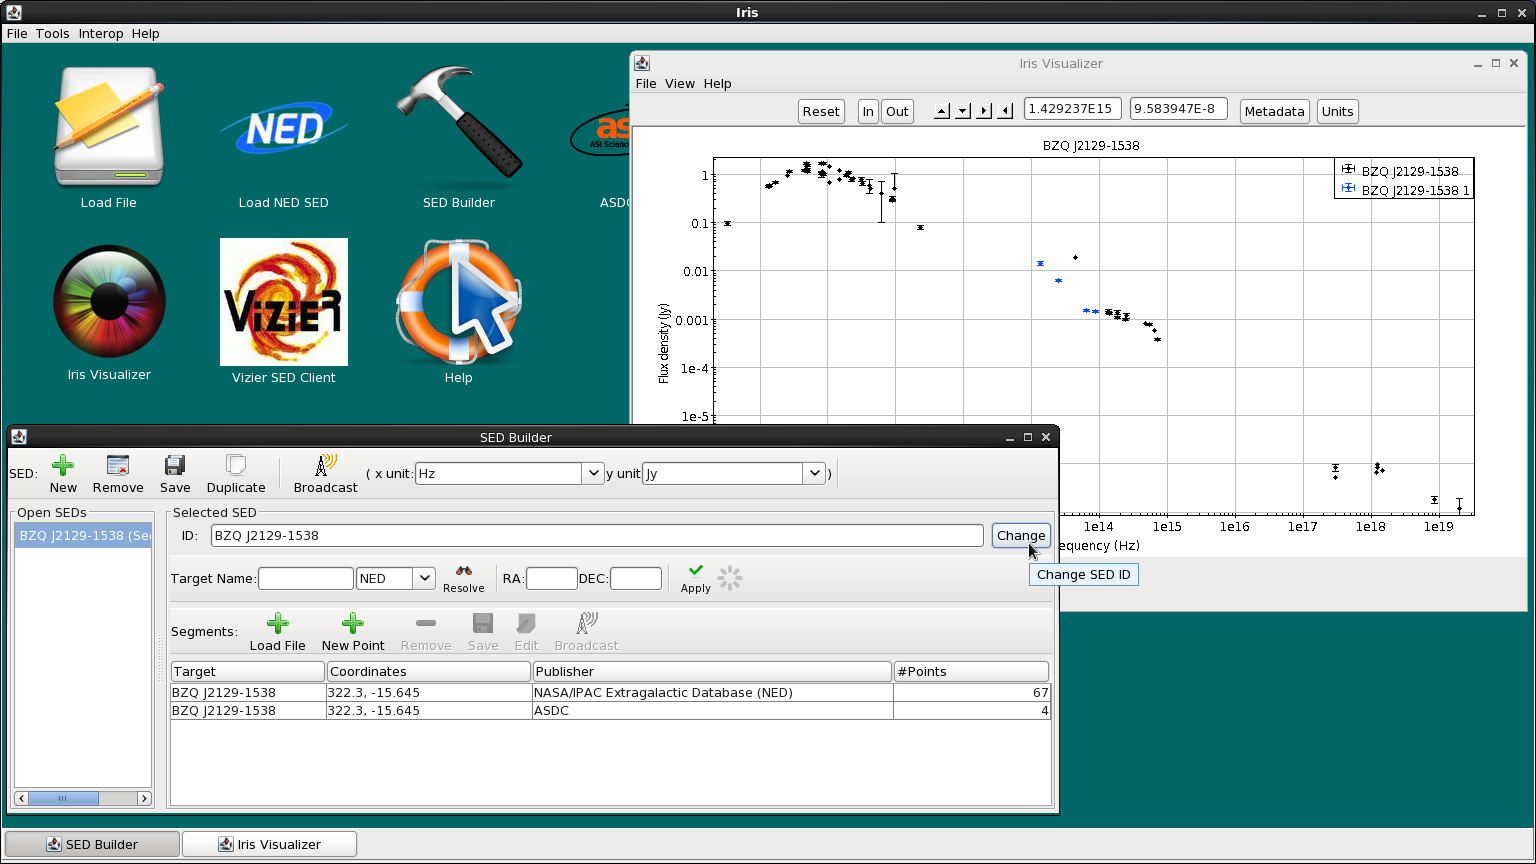 Iris
File Tools Interop Help
Load File
NED
Load NED SED
SED Builder
ASI Science
ASDC
Iris Visualizer
VizieR
Vizier SED Client
Help
Iris Visualizer
File View Help
Reset In Out 1.429237E15 9.583947E-8 Metadata Units
BZQ J2129-1538
BZQ J2129-1538
BZQ J2129-1538 1
1
0.1
0.01
0.001
1e-4
1e-5
Flux density (Jy)
1e14 1e15 1e16 1e17 1e18 1e19
equency (Hz)
SED Builder
SED: New Remove Save Duplicate Broadcast ( x unit: Hz y unit Jy )
Open SEDs
BZQ J2129-1538 (Se
Selected SED
ID: BZQ J2129-1538 Change
Change SED ID
Target Name: NED Resolve RA: DEC: Apply
Segments: Load File New Point Remove Save Edit Broadcast
Target Coordinates Publisher #Points
BZQ J2129-1538 322.3, -15.645 NASA/IPAC Extragalactic Database (NED) 67
BZQ J2129-1538 322.3, -15.645 ASDC 4
SED Builder Iris Visualizer